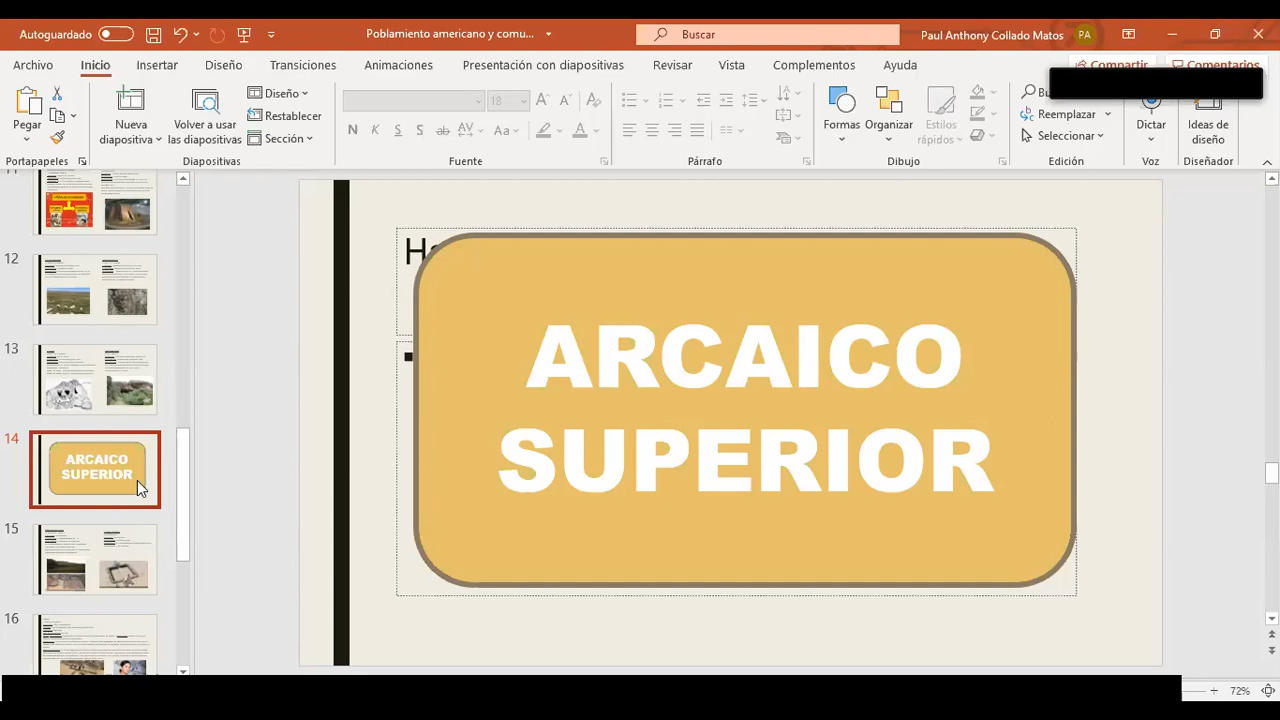 Autoguardado
Poblamiento americano y comu...
Buscar
Paul Anthony Collado Matos
PA
Archivo
Inicio
Insertar
Diseño
Transiciones
Animaciones
Presentación con diapositivas
Revisar
Vista
Complementos
Ayuda
Compartir
Comentarios
Pegar
Nueva
diapositiva
Volver a usar
las diapositivas
Diseño
Restablecer
Sección
18
N K S S ab AV Aa A
Formas
Organizar
Estilos
rápidos
Reemplazar
Seleccionar
Dictar
Ideas de
diseño
Portapapeles
Diapositivas
Fuente
Párrafo
Dibujo
Edición
Voz
Diseñador
12
13
14
ARCAICO
SUPERIOR
15
16
ARCAICO
SUPERIOR
72%